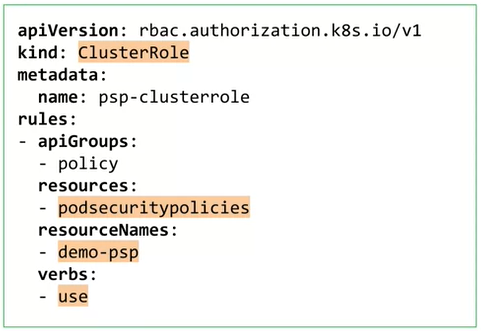 apiVersion: rbac.authorization.k8s.io/v1
kind: ClusterRole
metadata:
  name: psp-clusterrole
rules:
- apiGroups:
  - policy
  resources:
  - podsecuritypolicies
  resourceNames:
  - demo-psp
  verbs:
  - use